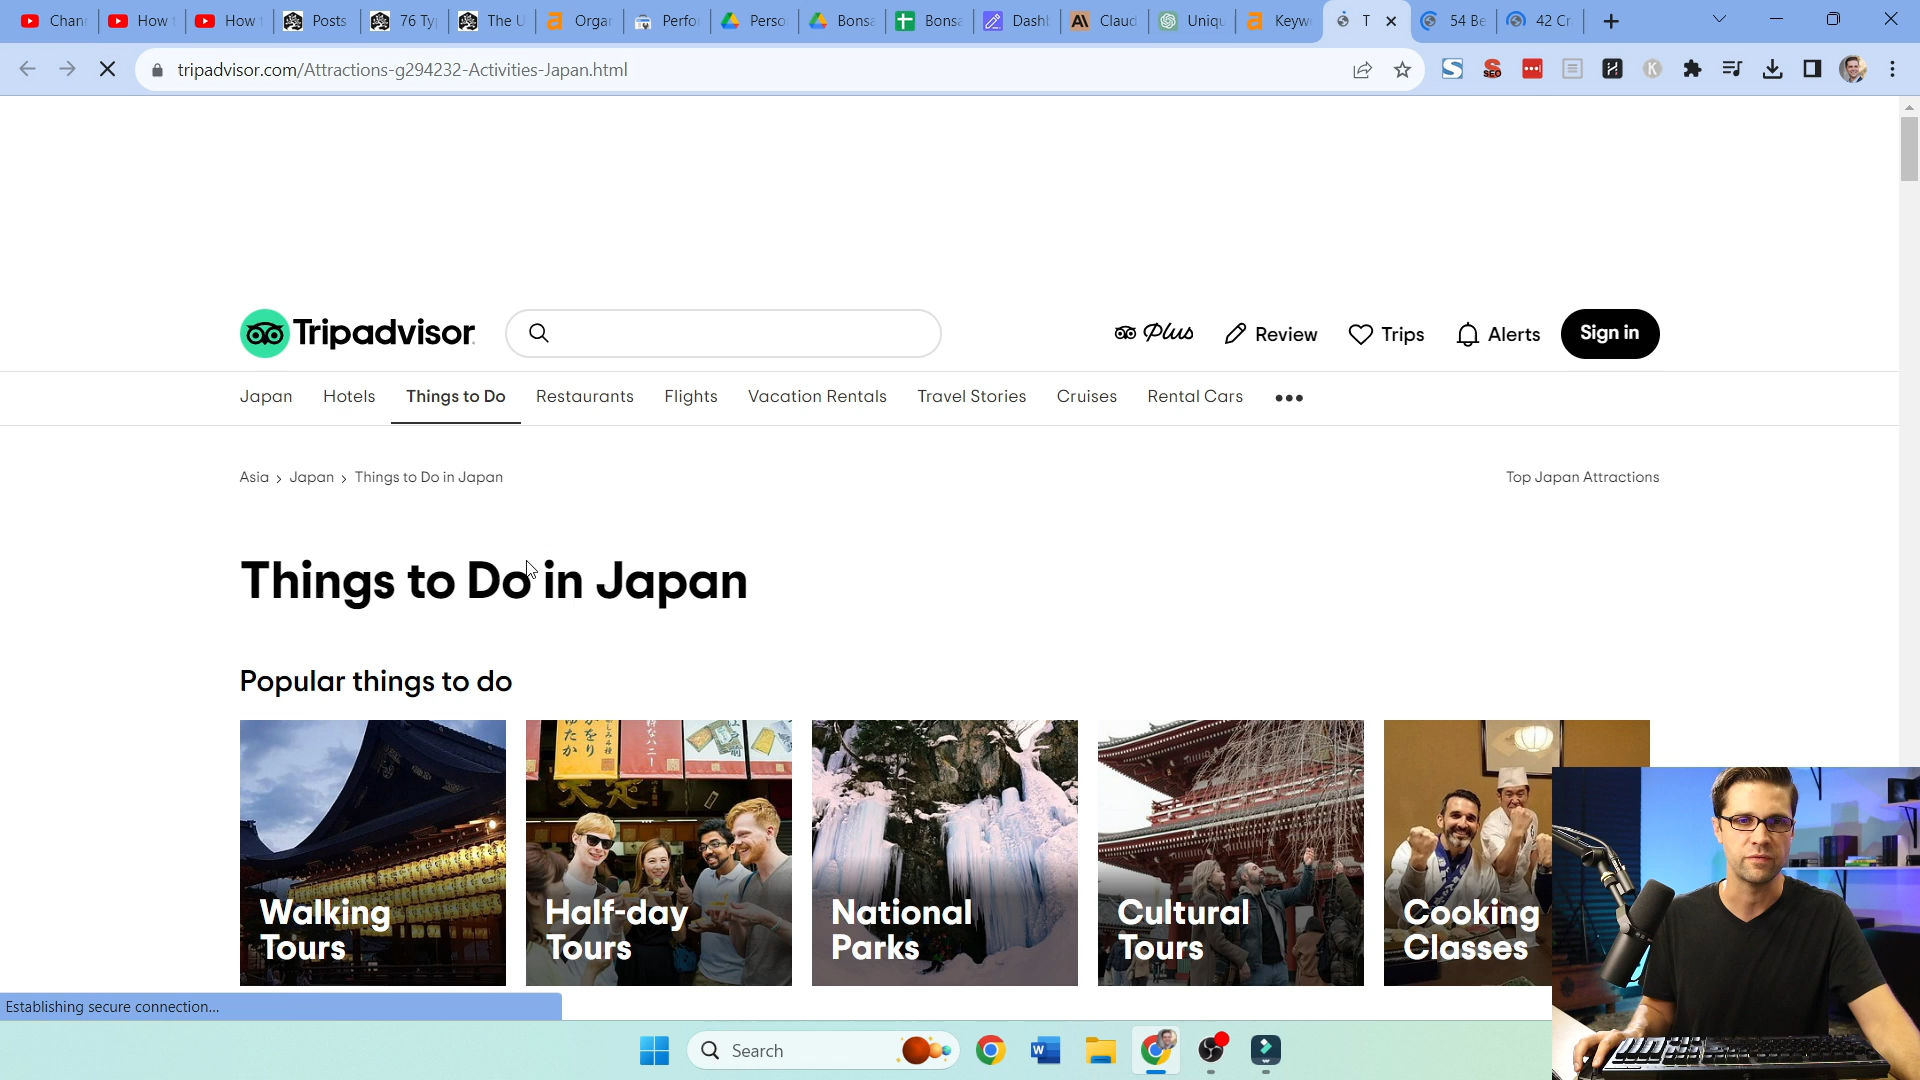 Chan
How
How
Posts
76 Ty
The U
Orga
Perfo
Perso
Bonsa
Bonsa
Dash
Claud
Uniqu
Keyw
T
54 Be
42 Cr
tripadvisor.com/Attractions-g294232-Activities-Japan.html
SEO
Tripadvisor
Plus
Review
Trips
Alerts
Sign in
Japan
Hotels
Things to Do
Restaurants
Flights
Vacation Rentals
Travel Stories
Cruises
Rental Cars
Asia › Japan › Things to Do in Japan
Top Japan Attractions
Things to Do in Japan
Popular things to do
Walking
Tours
Half-day
Tours
National
Parks
Cultural
Tours
Cooking
Classes
Establishing secure connection...
Search